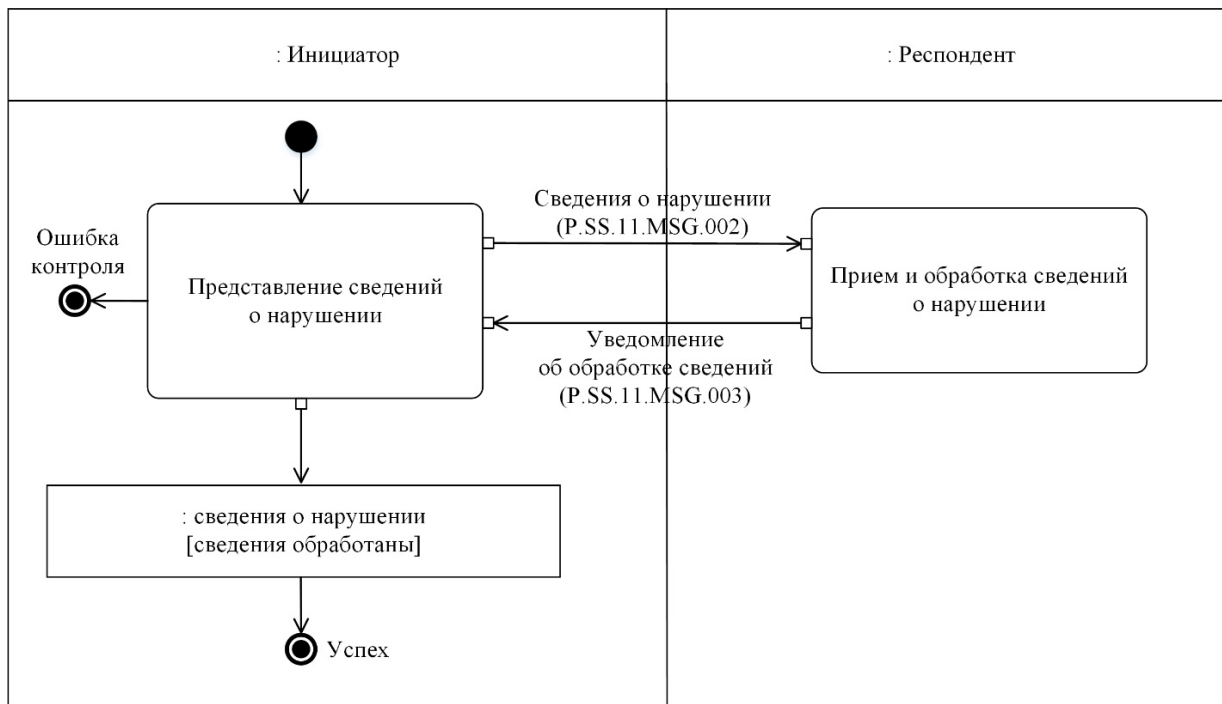 : Инициатор
: Респондент
Сведения о нарушении
(P.SS.11.MSG.002)
Ошибка
контроля
Представление сведений
о нарушении
Прием и обработка сведений
о нарушении
Уведомление
об обработке сведений
(P.SS.11.MSG.003)
: сведения о нарушении
[сведения обработаны]
Успех